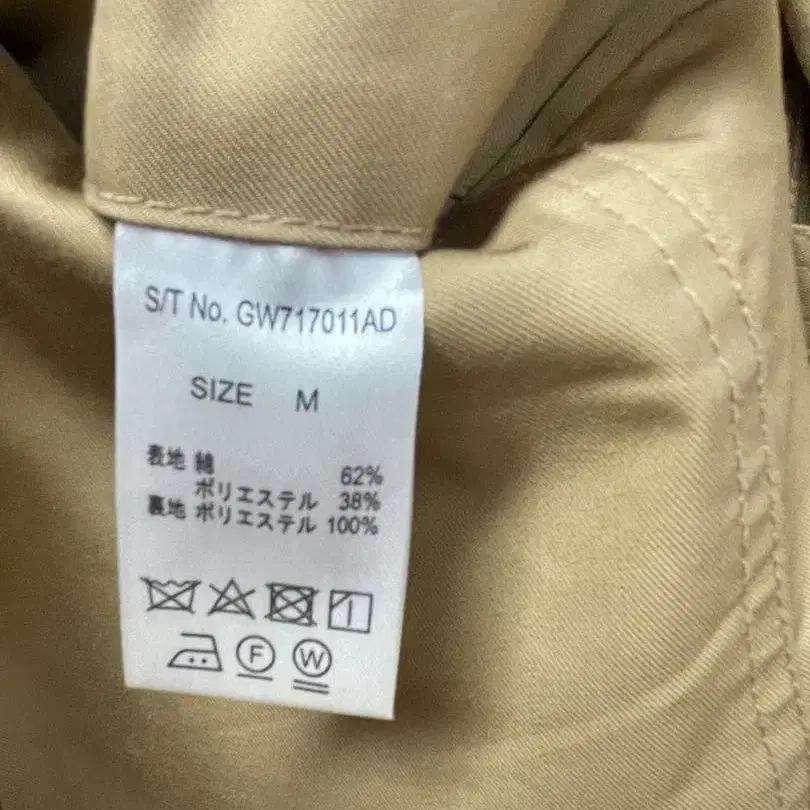 S/T No. GW717011AD
SIZE M
表地 綿 62%
ポリエステル 38%
裏地 ポリエステル 100%
F W